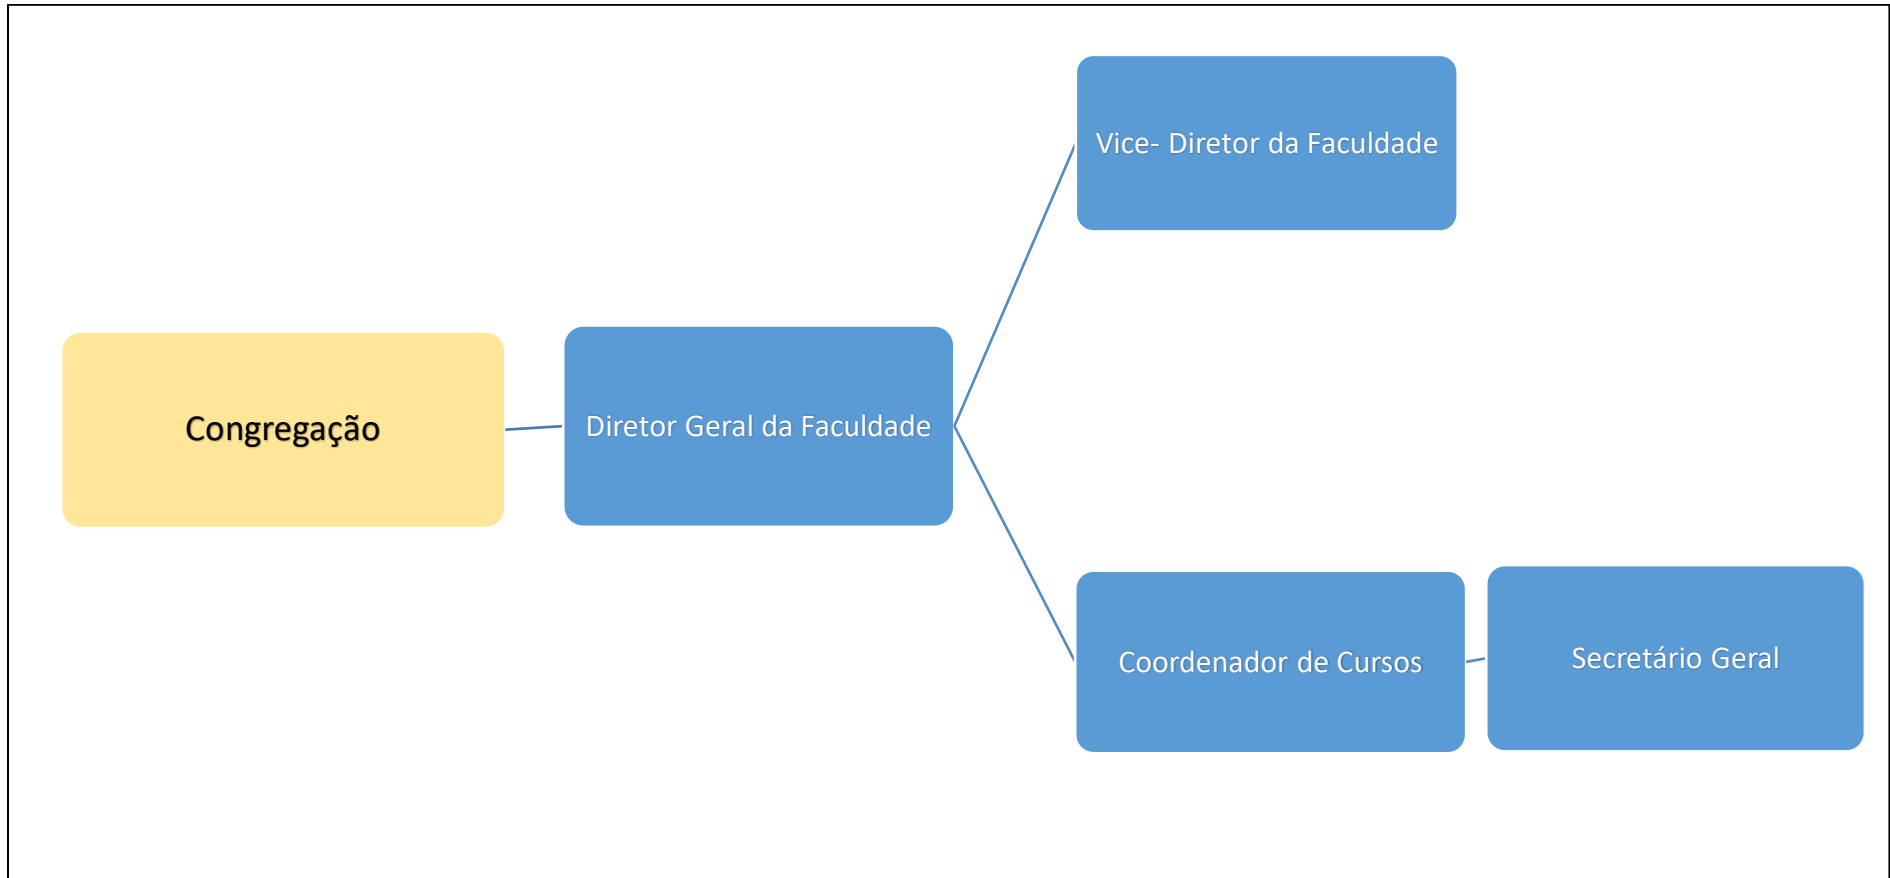 Congregação
Diretor Geral da Faculdade
Vice- Diretor da Faculdade
Coordenador de Cursos
Secretário Geral